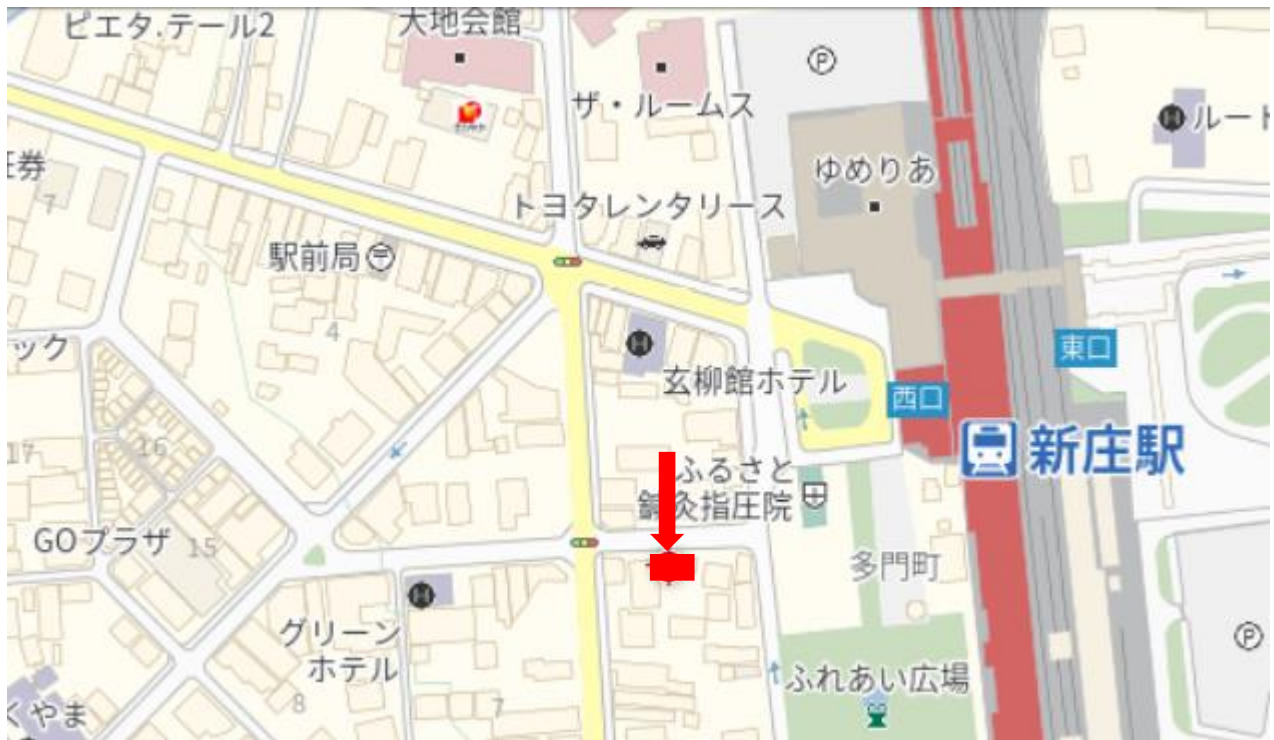 ピエタ.テール2
大地会館
Ⓟ
ザ・ルームス
H
ルート
証券
7
ゆめりあ
トヨタレンタリース
駅前局
〒
4
ック
H
東口
玄柳館ホテル
西口
新庄駅
17
16
ふるさと
鍼灸指圧院
GOプラザ
15
多門町
H
グリーン
ホテル
Ⓟ
ふれあい広場
8
7
くやま